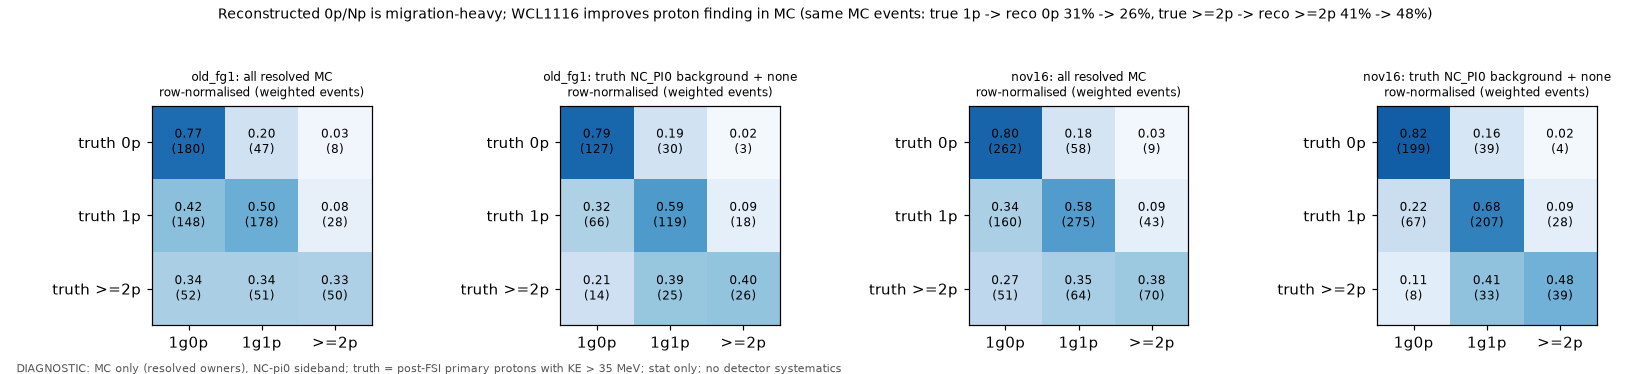 Reconstructed 0p/Np is migration-heavy; WCL1116 improves proton finding in MC (same MC events: true 1p -> reco 0p 31% -> 26%, true >=2p -> reco >=2p 41% -> 48%)
old_fg1: all resolved MC
row-normalised (weighted events)
truth 0p
0.77 0.20 0.03
(180) (47) (8)
truth 1p
0.42 0.50 0.08
(148) (178) (28)
truth >=2p
0.34 0.34 0.33
(52) (51) (50)
1g0p 1g1p >=2p
old_fg1: truth NC_PI0 background + none
row-normalised (weighted events)
truth 0p
0.79 0.19 0.02
(127) (30) (3)
truth 1p
0.32 0.59 0.09
(66) (119) (18)
truth >=2p
0.21 0.39 0.40
(14) (25) (26)
1g0p 1g1p >=2p
nov16: all resolved MC
row-normalised (weighted events)
truth 0p
0.80 0.18 0.03
(262) (58) (9)
truth 1p
0.34 0.58 0.09
(160) (275) (43)
truth >=2p
0.27 0.35 0.38
(51) (64) (70)
1g0p 1g1p >=2p
nov16: truth NC_PI0 background + none
row-normalised (weighted events)
truth 0p
0.82 0.16 0.02
(199) (39) (4)
truth 1p
0.22 0.68 0.09
(67) (207) (28)
truth >=2p
0.11 0.41 0.48
(8) (33) (39)
1g0p 1g1p >=2p
DIAGNOSTIC: MC only (resolved owners), NC-pi0 sideband; truth = post-FSI primary protons with KE > 35 MeV; stat only; no detector systematics